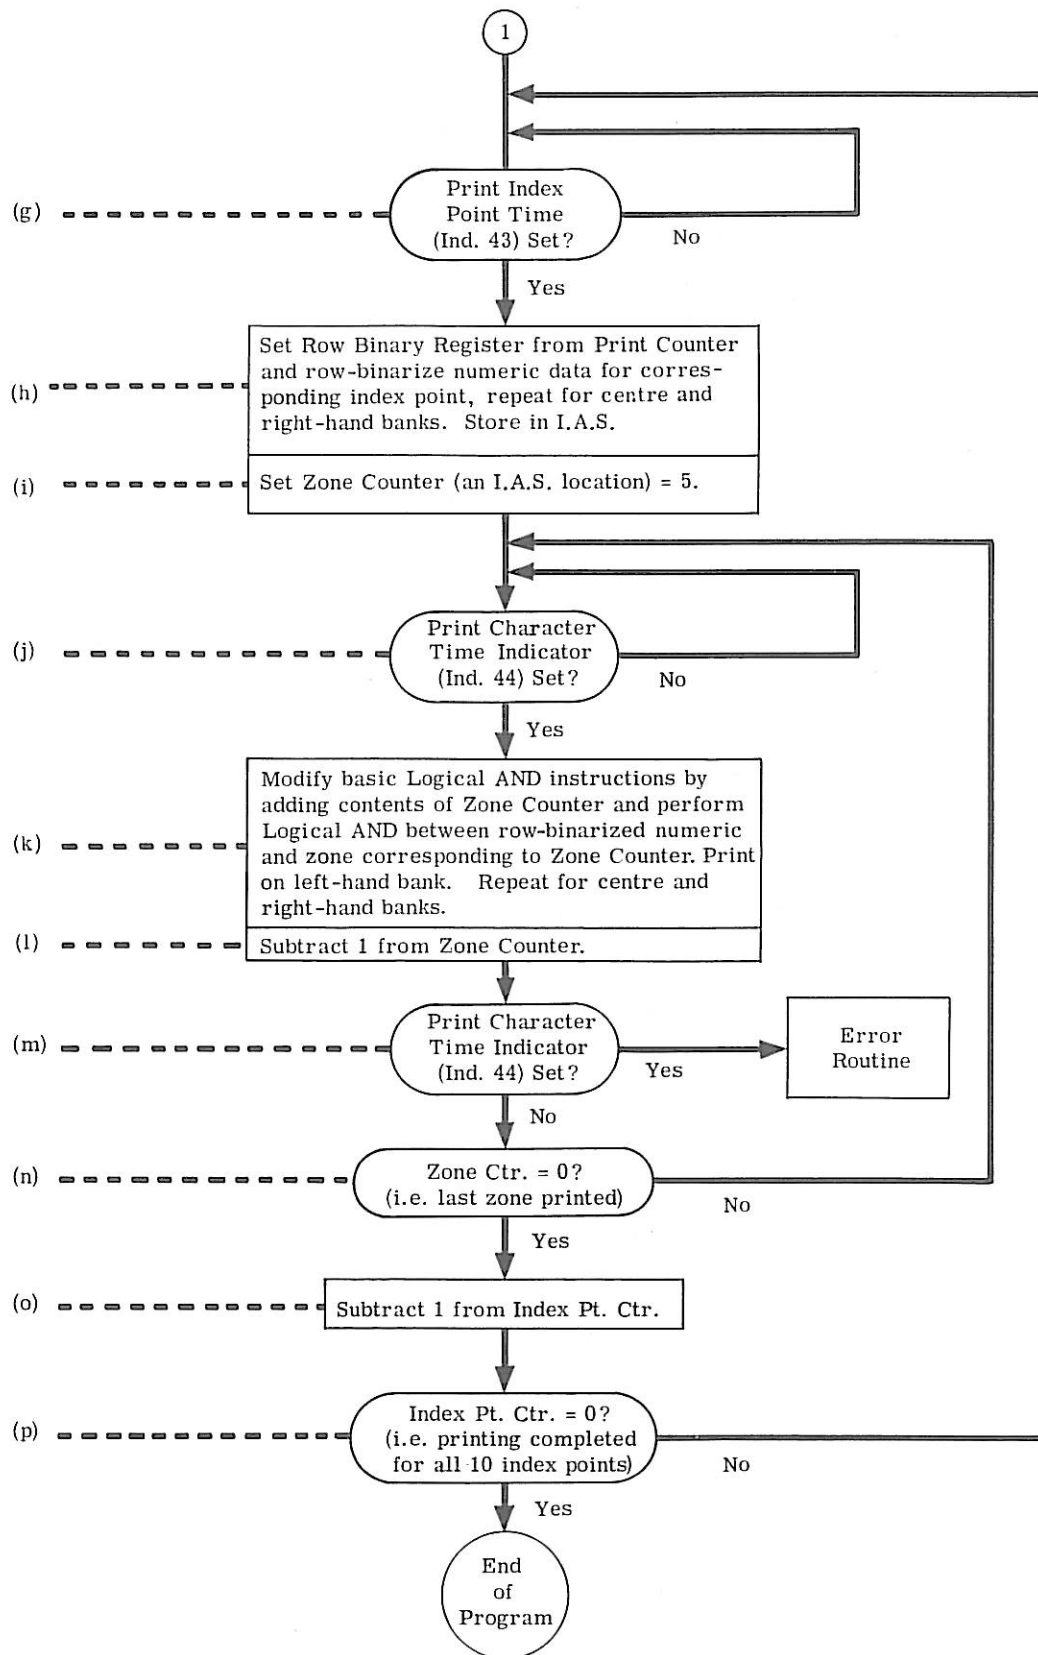 1
Print Index
Point Time
(Ind. 43) Set?
(g)
No
Yes
Set Row Binary Register from Print Counter
and row-binarize numeric data for corres-
ponding index point, repeat for centre and
right-hand banks. Store in I.A.S.
(h)
Set Zone Counter (an I.A.S. location) = 5.
(i)
Print Character
Time Indicator
(Ind. 44) Set?
(j)
No
Yes
Modify basic Logical AND instructions by
adding contents of Zone Counter and perform
Logical AND between row-binarized numeric
and zone corresponding to Zone Counter. Print
on left-hand bank. Repeat for centre and
right-hand banks.
(k)
Subtract 1 from Zone Counter.
(l)
Print Character
Time Indicator
(Ind. 44) Set?
(m)
Yes
Error
Routine
No
Zone Ctr. = 0?
(i.e. last zone printed)
(n)
No
Yes
Subtract 1 from Index Pt. Ctr.
(o)
Index Pt. Ctr. = 0?
(i.e. printing completed
for all 10 index points)
(p)
No
Yes
End
of
Program